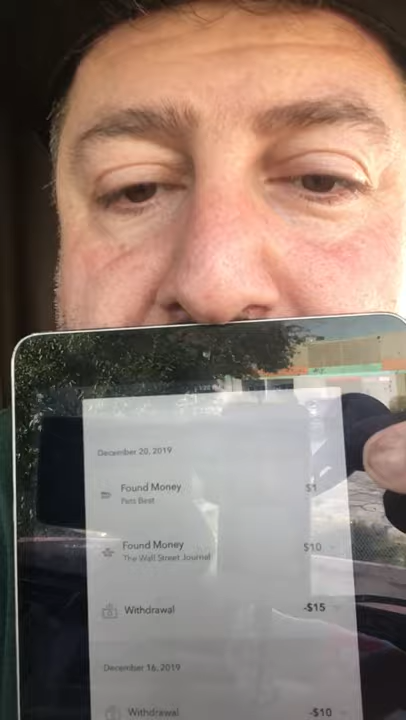 December 20, 2019
Found Money
Pets Best
$1
Found Money
The Wall Street Journal
$10
Withdrawal
-$15
December 16, 2019
Withdrawal
-$10